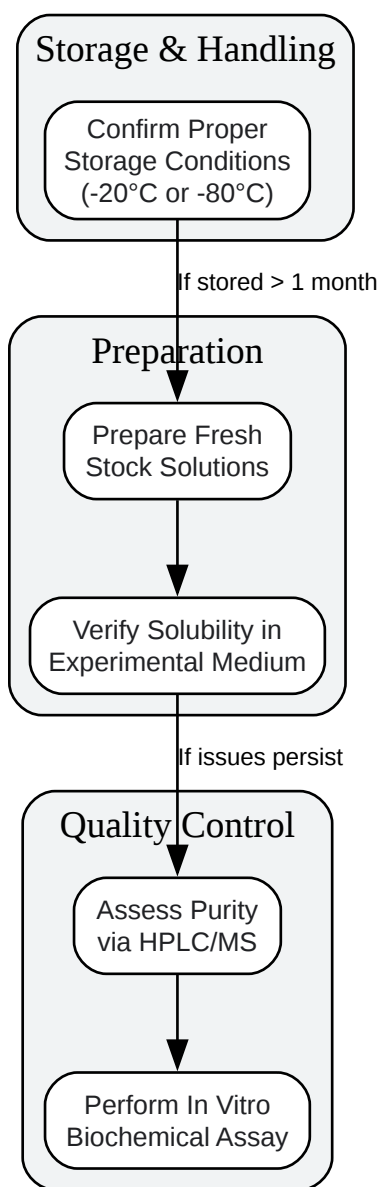 Storage & Handling
Confirm Proper
Storage Conditions
(-20°C or -80°C)
If stored > 1 month
Preparation
Prepare Fresh
Stock Solutions
Verify Solubility in
Experimental Medium
If issues persist
Quality Control
Assess Purity
via HPLC/MS
Perform In Vitro
Biochemical Assay